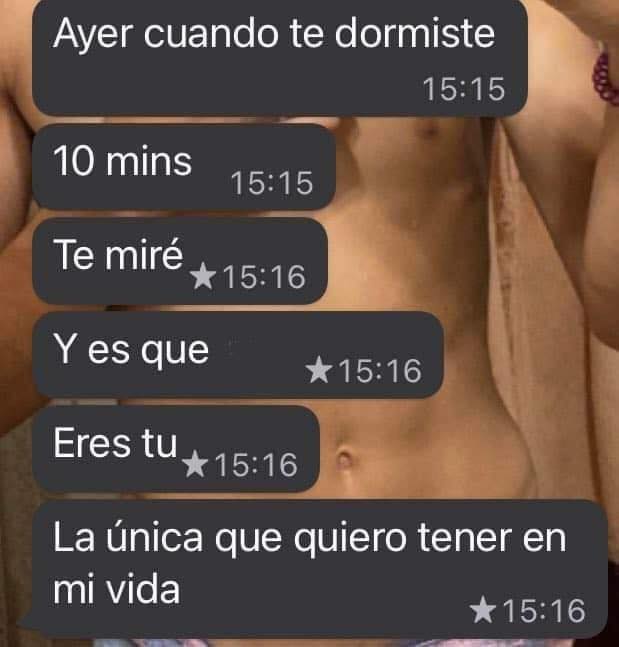 Ayer cuando te dormiste
15:15
10 mins
15:15
Te miré
★15:16
Y es que
★15:16
Eres tu
★15:16
La única que quiero tener en
mi vida
★15:16